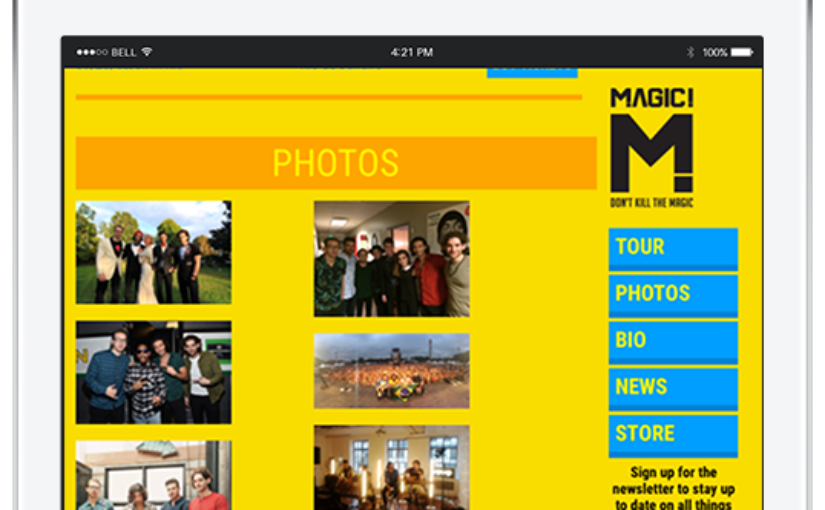 BELL
4:21 PM
100%
PHOTOS
MAGIC!
M!
DON'T KILL THE MAGIC
TOUR
PHOTOS
BIO
NEWS
STORE
Sign up for the
newsletter to stay up
to date on all things